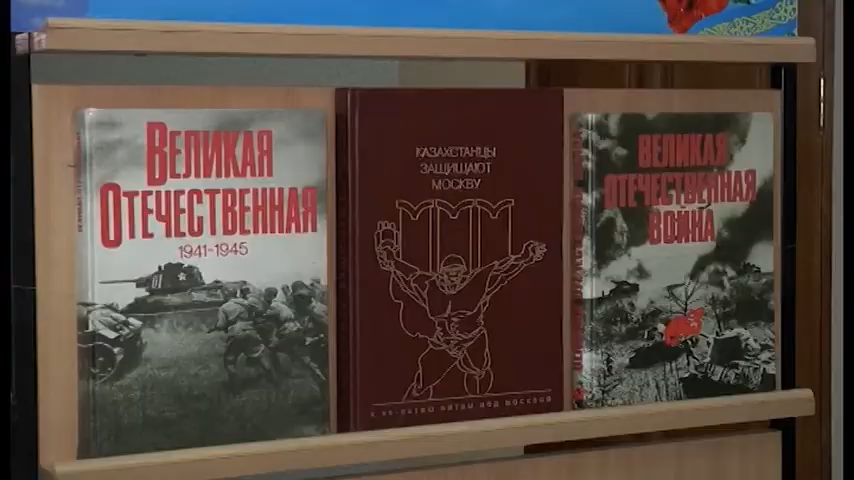 ВЕЛИКАЯ
ОТЕЧЕСТВЕННАЯ
1941-1945
КАЗАХСТАНЦЫ
ЗАЩИЩАЮТ
МОСКВУ
ВЕЛИКАЯ
ОТЕЧЕСТВЕННАЯ
ВОЙНА